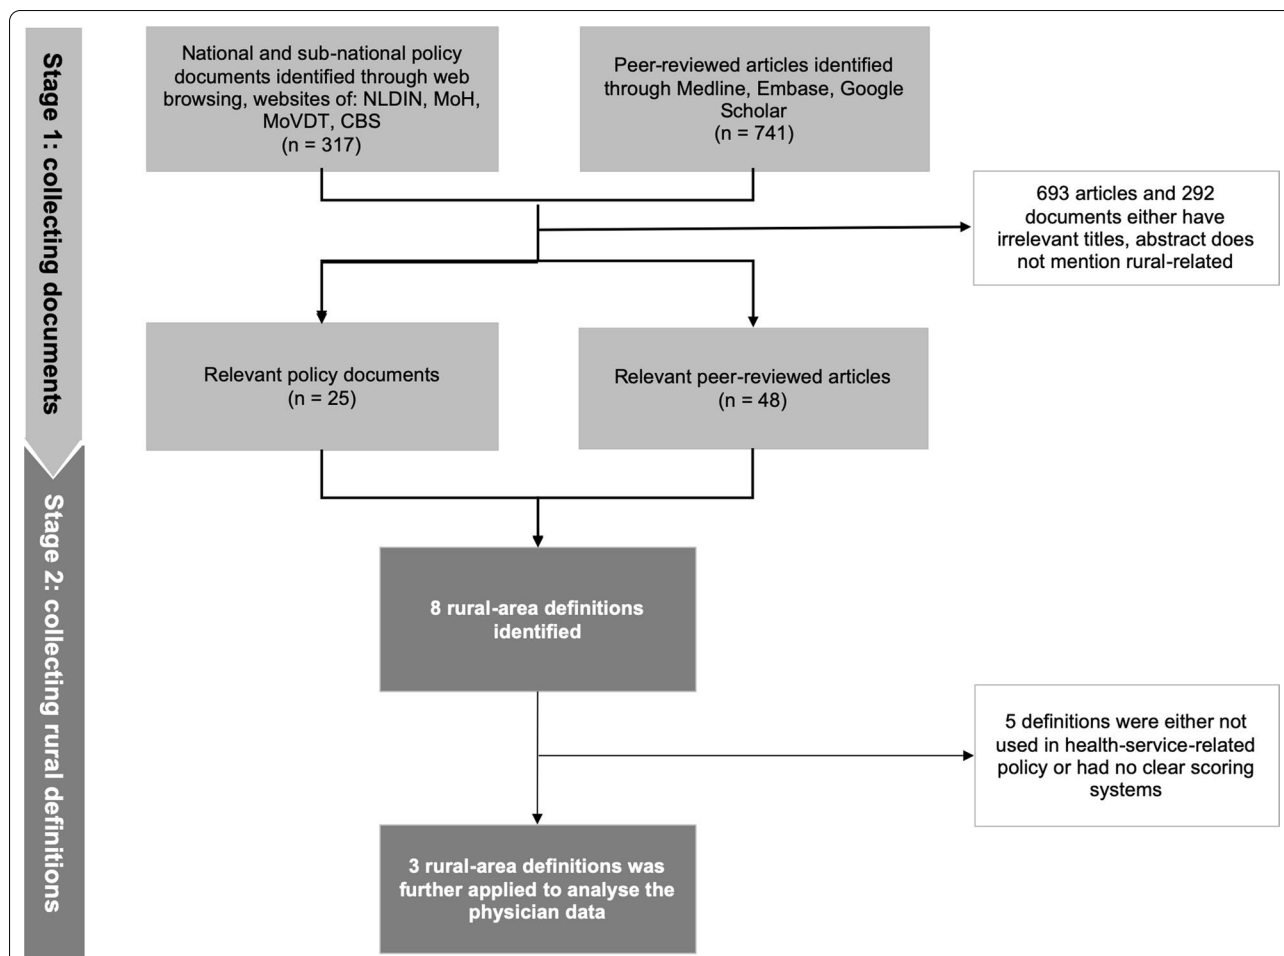 Stage 1: collecting documents
National and sub-national policy
documents identified through web
browsing, websites of: NLDIN, MoH,
MoVDT, CBS
(n = 317)
Peer-reviewed articles identified
through Medline, Embase, Google
Scholar
(n = 741)
693 articles and 292
documents either have
irrelevant titles, abstract does
not mention rural-related
Relevant policy documents
(n = 25)
Relevant peer-reviewed articles
(n = 48)
Stage 2: collecting rural definitions
8 rural-area definitions
identified
5 definitions were either not
used in health-service-related
policy or had no clear scoring
systems
3 rural-area definitions was
further applied to analyse the
physician data